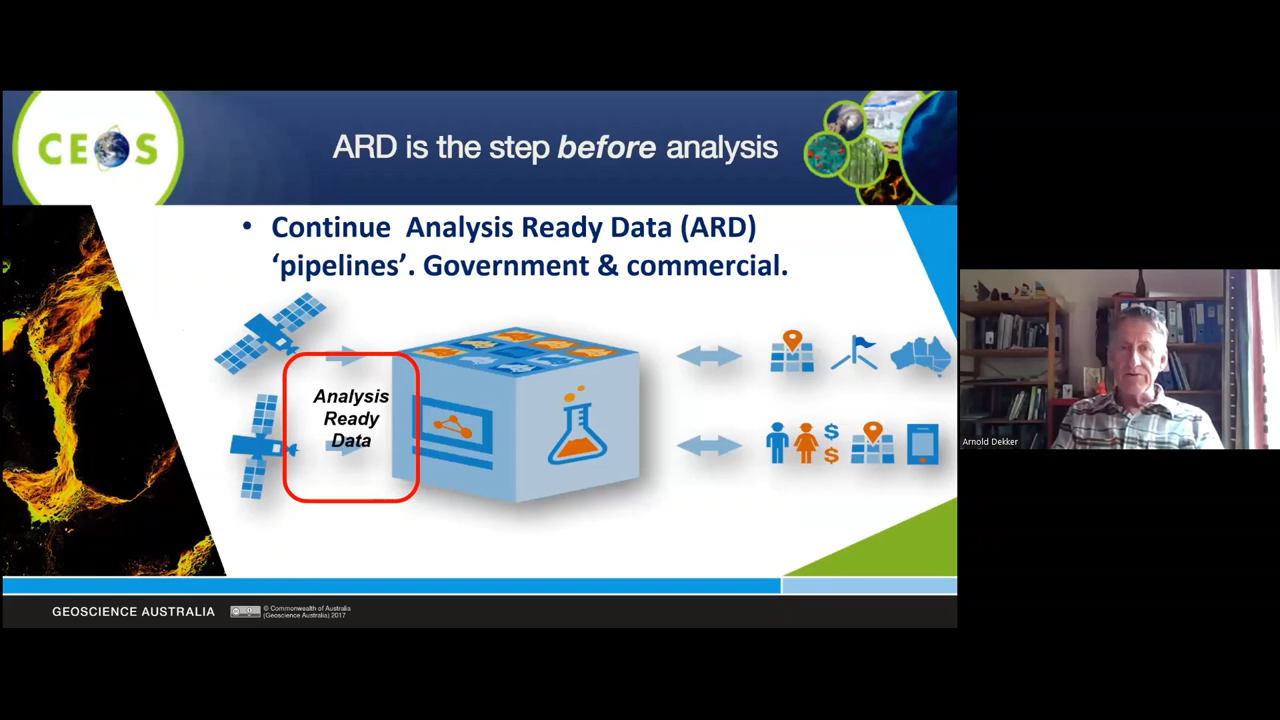 CEOS
ARD is the step before analysis
• Continue Analysis Ready Data (ARD)
‘pipelines’. Government & commercial.
Analysis
Ready
Data
$
$
Arnold Dekker
GEOSCIENCE AUSTRALIA
© Commonwealth of Australia
(Geoscience Australia) 2017